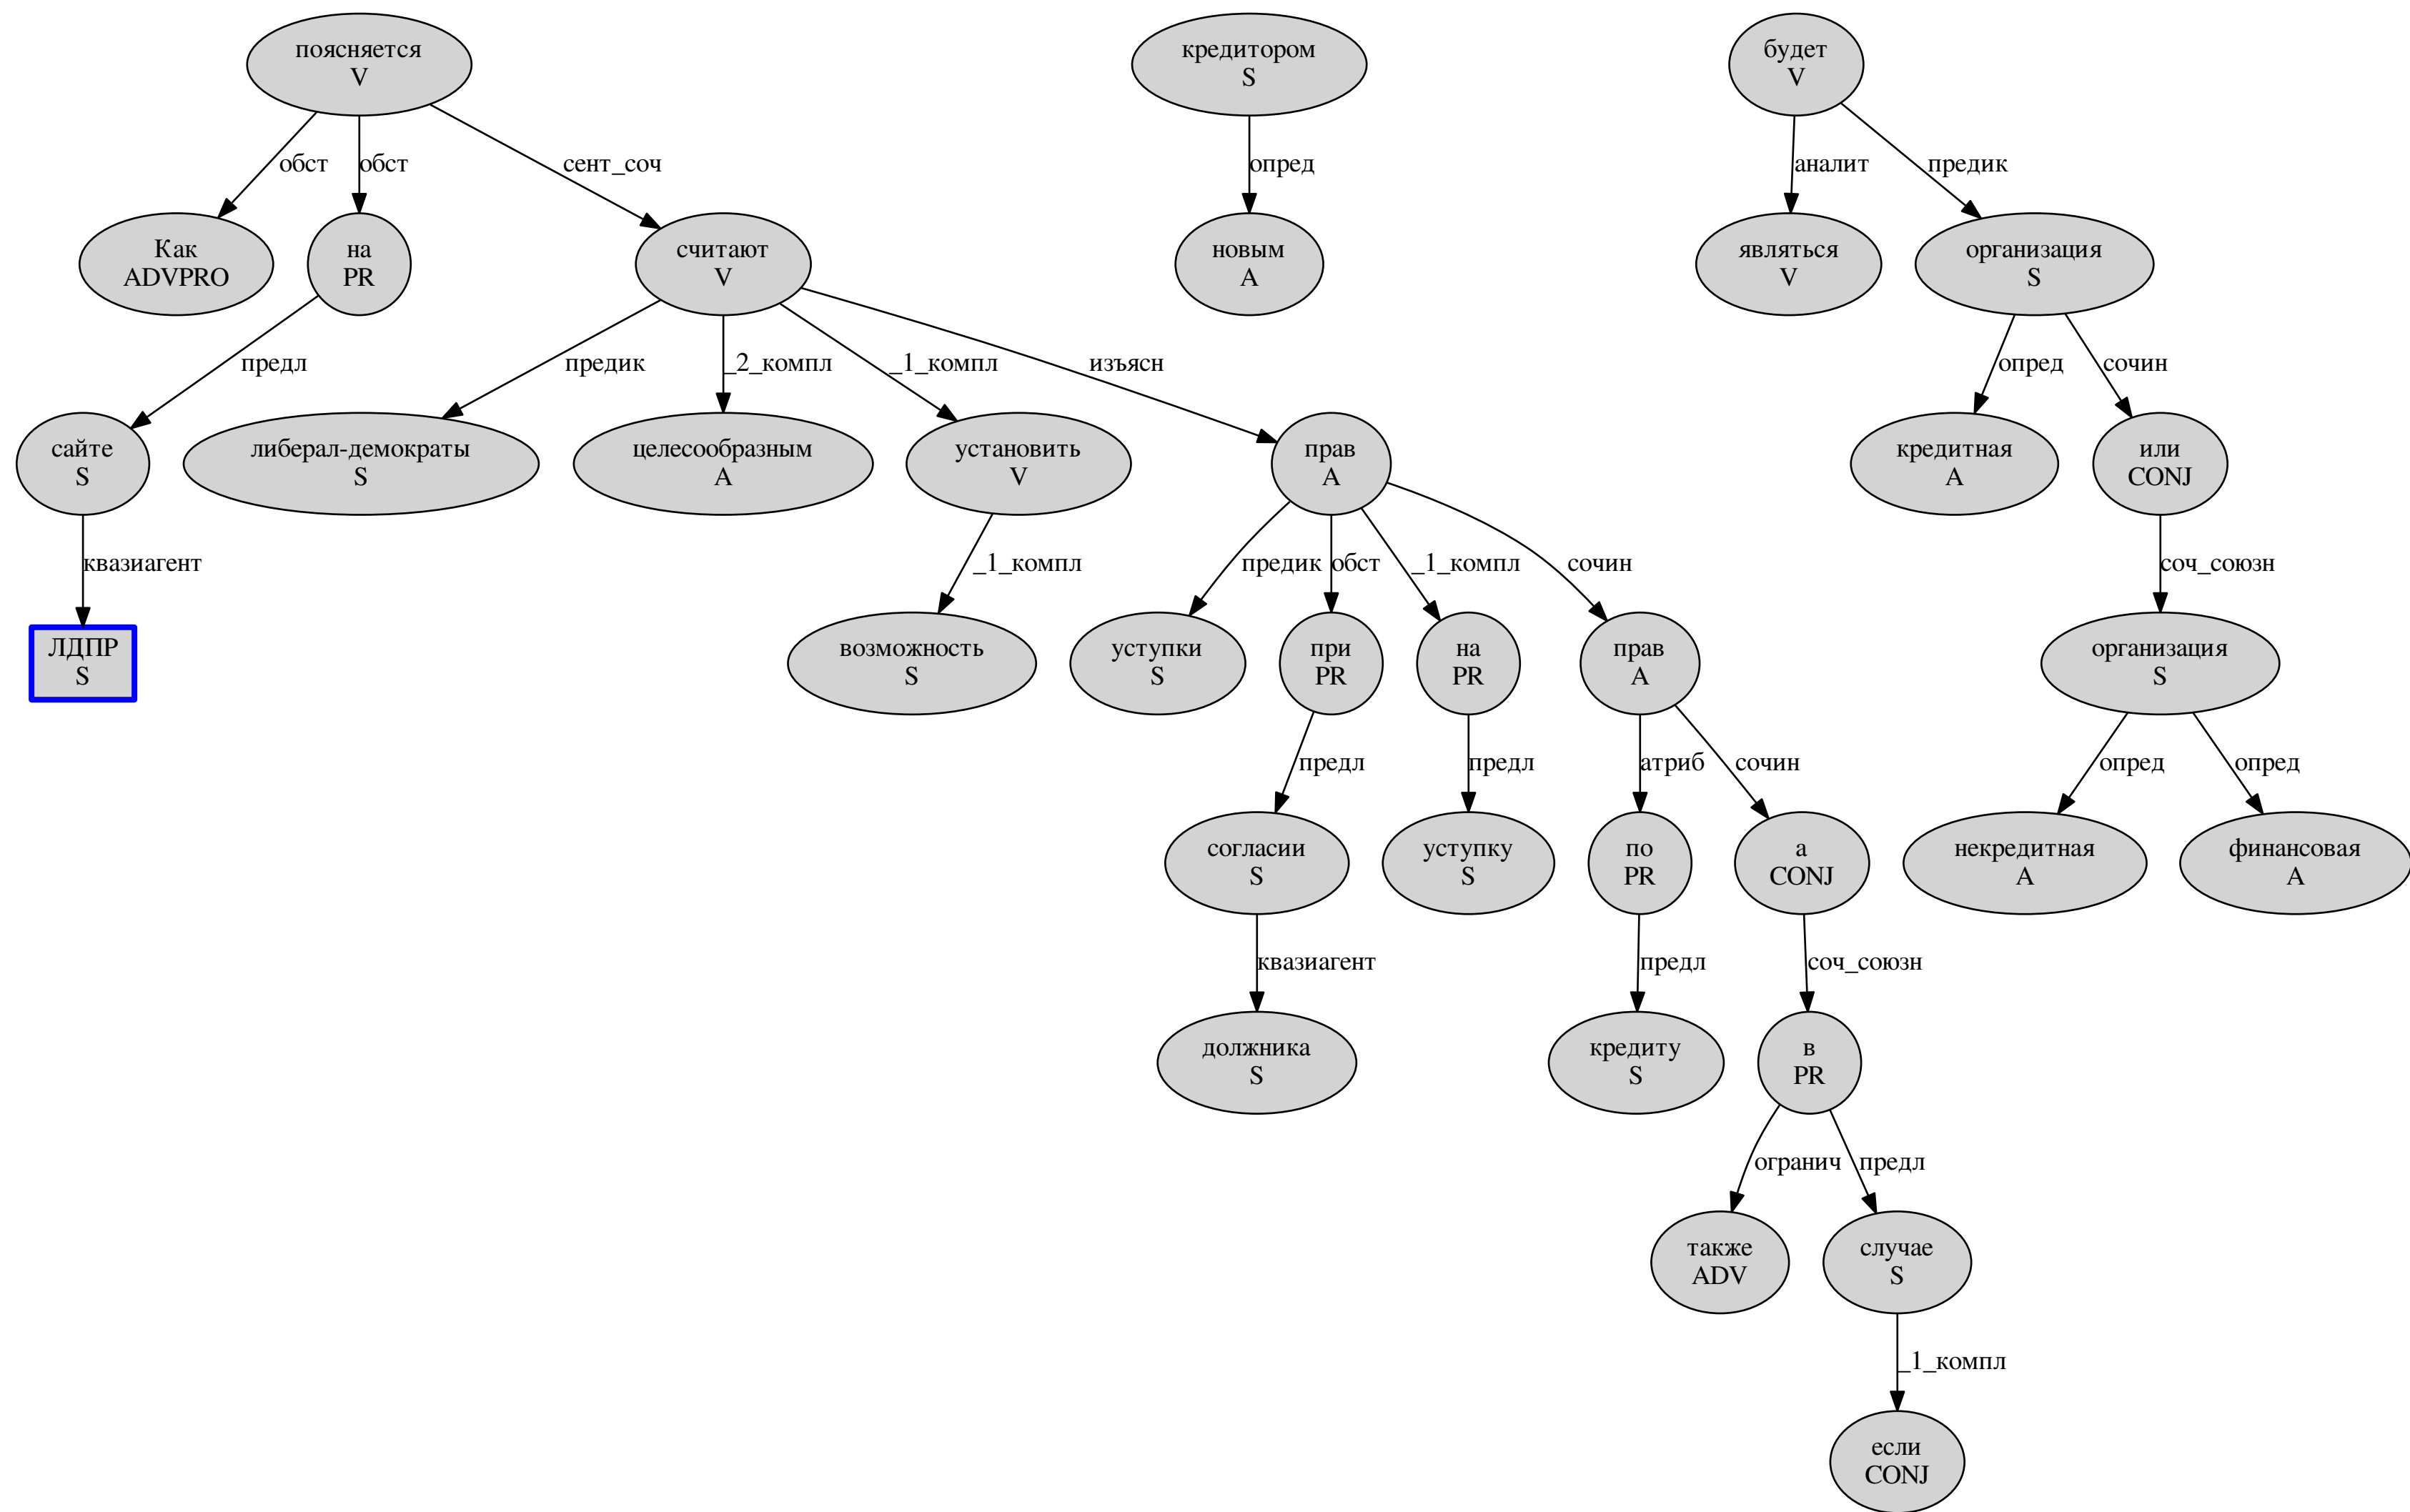 поясняется
V
кредитором
S
будет
V
обст
обст
сент_соч
опред
аналит
предик
Как
ADVPRO
на
PR
считают
V
новым
A
являться
V
организация
S
предл
предик
_2_компл
_1_компл
изъясн
опред
сочин
сайте
S
либерал-демократы
S
целесообразным
A
установить
V
прав
A
кредитная
A
или
CONJ
квазиагент
_1_компл
предик
обст
_1_компл
сочин
соч_союзн
ЛДПР
S
возможность
S
уступки
S
при
PR
на
PR
прав
A
организация
S
предл
предл
атриб
сочин
опред
опред
согласии
S
уступку
S
по
PR
а
CONJ
некредитная
A
финансовая
A
квазиагент
предл
соч_союзн
должника
S
кредиту
S
в
PR
огранич
предл
также
ADV
случае
S
_1_компл
если
CONJ